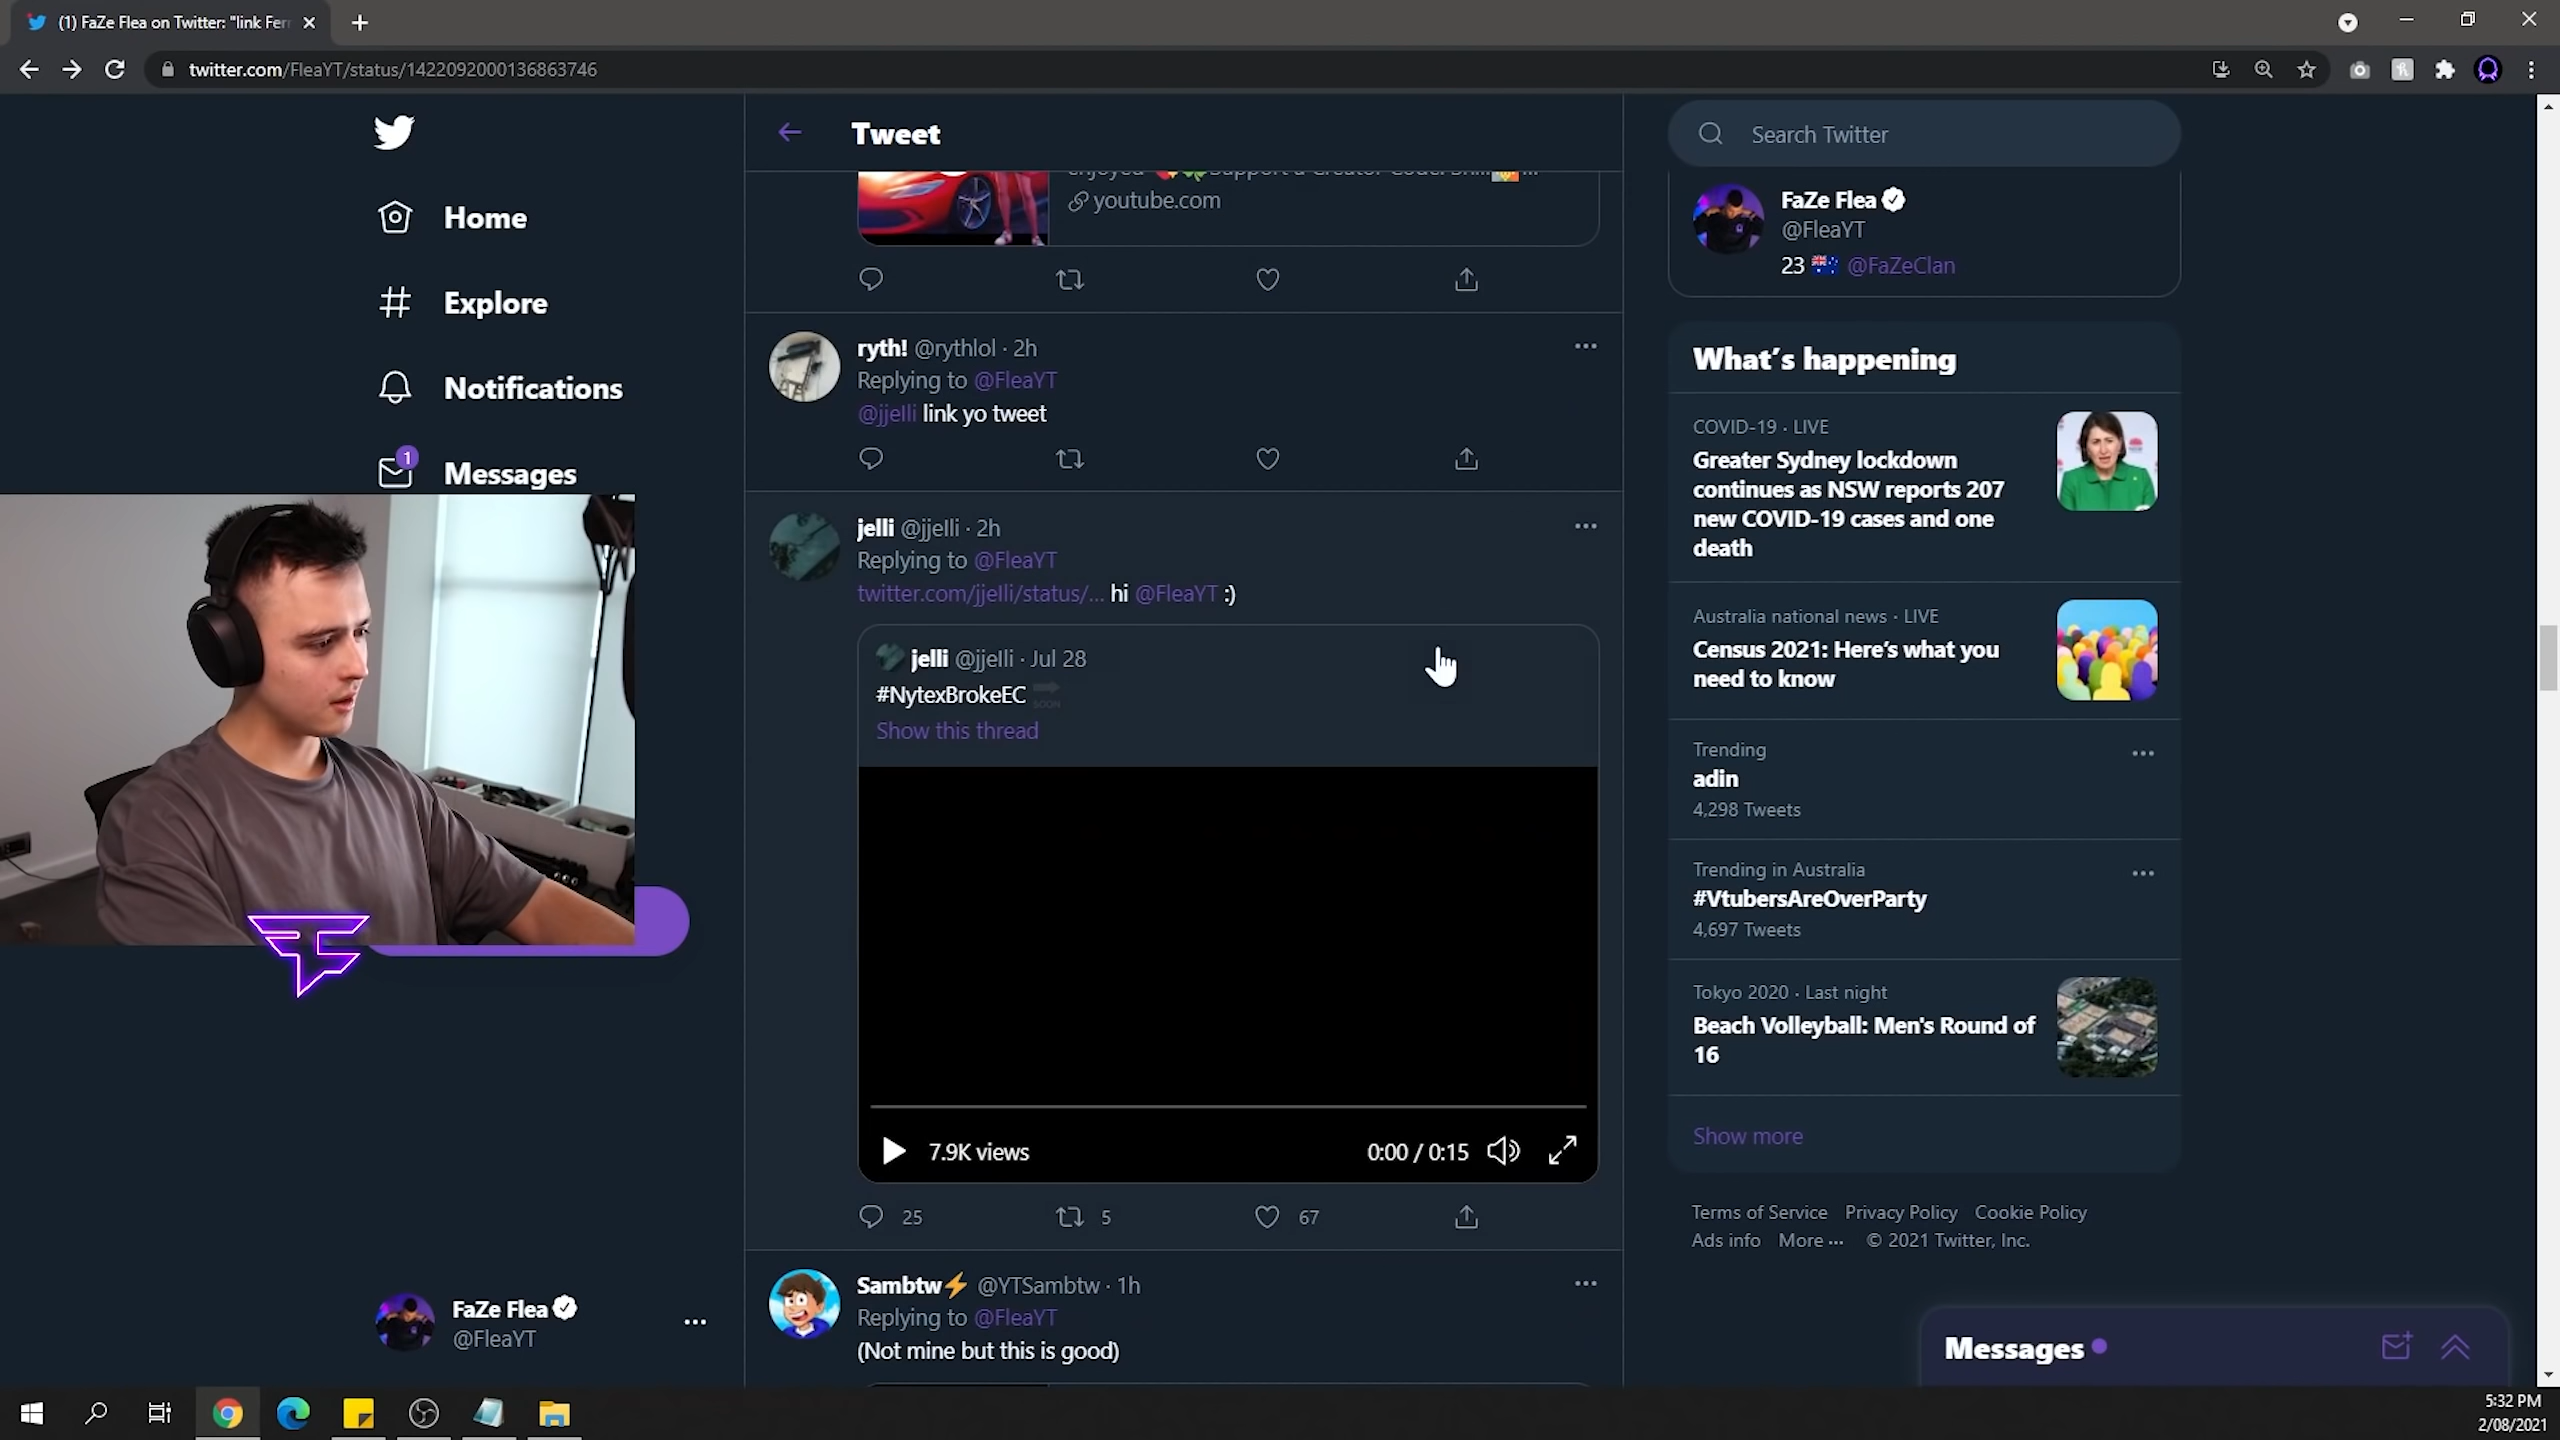 (1) FaZe Flea on Twitter: "link Fer
twitter.com/FleaYT/status/1422092000136863746
Home
Explore
Notifications
1
Messages
FaZe Flea
@FleaYT
Tweet
youtube.com
ryth! @rythlol · 2h
Replying to @FleaYT
@jjelli link yo tweet
jelli @jjelli · 2h
Replying to @FleaYT
twitter.com/jjelli/status/... hi @FleaYT :)
jelli @jjelli · Jul 28
#NytexBrokeEC
SOON
Show this thread
7.9K views
0:00 / 0:15
25
5
67
Sambtw⚡ @YTSambtw · 1h
Replying to @FleaYT
(Not mine but this is good)
Search Twitter
FaZe Flea
@FleaYT
23 🇦🇺 @FaZeClan
What's happening
COVID-19 · LIVE
Greater Sydney lockdown
continues as NSW reports 207
new COVID-19 cases and one
death
Australia national news · LIVE
Census 2021: Here's what you
need to know
Trending
adin
4,298 Tweets
Trending in Australia
#VtubersAreOverParty
4,697 Tweets
Tokyo 2020 · Last night
Beach Volleyball: Men's Round of
16
Show more
Terms of Service Privacy Policy Cookie Policy
Ads info More ··· © 2021 Twitter, Inc.
Messages
5:32 PM
2/08/2021